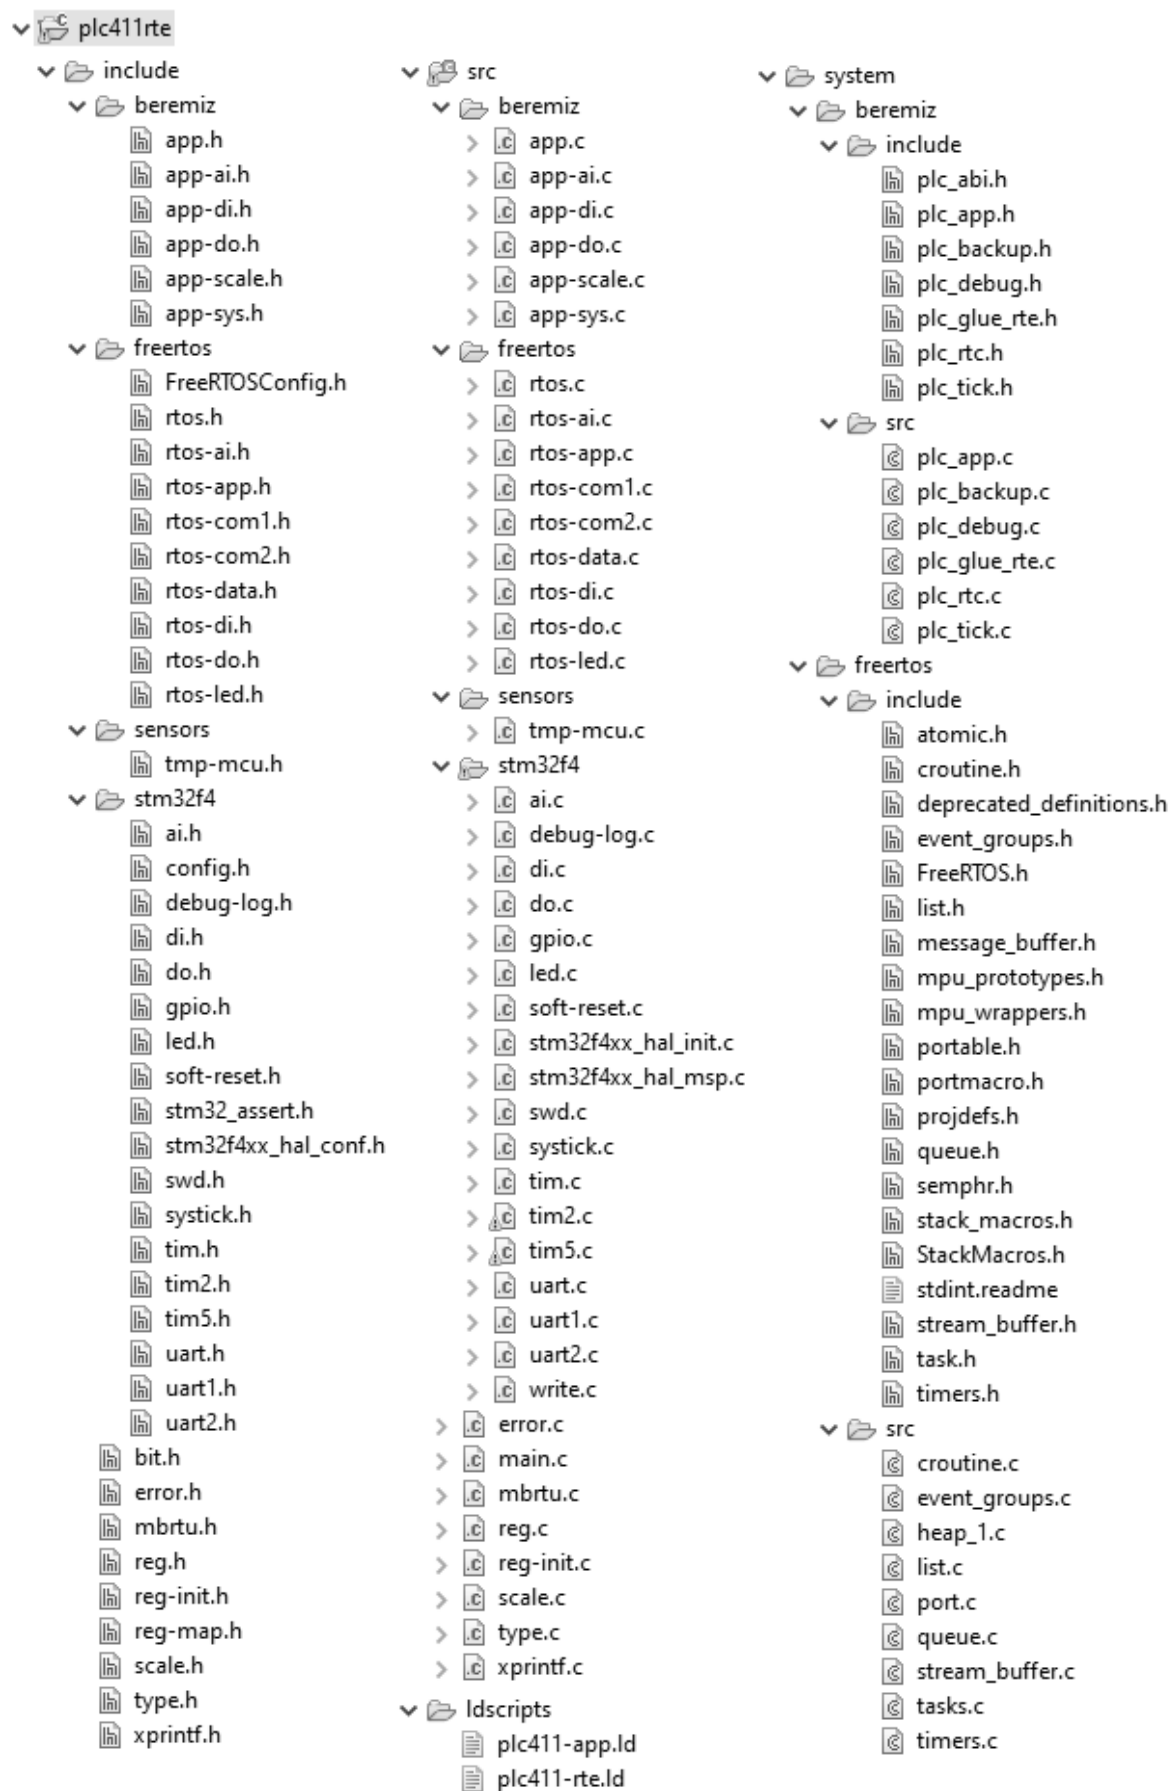 plc411rte
include
beremiz
app.h
app-ai.h
app-di.h
app-do.h
app-scale.h
app-sys.h
freertos
FreeRTOSConfig.h
rtos.h
rtos-ai.h
rtos-app.h
rtos-com1.h
rtos-com2.h
rtos-data.h
rtos-di.h
rtos-do.h
rtos-led.h
sensors
tmp-mcu.h
stm32f4
ai.h
config.h
debug-log.h
di.h
do.h
gpio.h
led.h
soft-reset.h
stm32_assert.h
stm32f4xx_hal_conf.h
swd.h
systick.h
tim.h
tim2.h
tim5.h
uart.h
uart1.h
uart2.h
bit.h
error.h
mbrtu.h
reg.h
reg-init.h
reg-map.h
scale.h
type.h
xprintf.h
src
beremiz
app.c
app-ai.c
app-di.c
app-do.c
app-scale.c
app-sys.c
freertos
rtos.c
rtos-ai.c
rtos-app.c
rtos-com1.c
rtos-com2.c
rtos-data.c
rtos-di.c
rtos-do.c
rtos-led.c
sensors
tmp-mcu.c
stm32f4
ai.c
debug-log.c
di.c
do.c
gpio.c
led.c
soft-reset.c
stm32f4xx_hal_init.c
stm32f4xx_hal_msp.c
swd.c
systick.c
tim.c
tim2.c
tim5.c
uart.c
uart1.c
uart2.c
write.c
error.c
main.c
mbrtu.c
reg.c
reg-init.c
scale.c
type.c
xprintf.c
ldscripts
plc411-app.ld
plc411-rte.ld
system
beremiz
include
plc_abi.h
plc_app.h
plc_backup.h
plc_debug.h
plc_glue_rte.h
plc_rtc.h
plc_tick.h
src
plc_app.c
plc_backup.c
plc_debug.c
plc_glue_rte.c
plc_rtc.c
plc_tick.c
freertos
include
atomic.h
croutine.h
deprecated_definitions.h
event_groups.h
FreeRTOS.h
list.h
message_buffer.h
mpu_prototypes.h
mpu_wrappers.h
portable.h
portmacro.h
projdefs.h
queue.h
semphr.h
stack_macros.h
StackMacros.h
stdint.readme
stream_buffer.h
task.h
timers.h
src
croutine.c
event_groups.c
heap_1.c
list.c
port.c
queue.c
stream_buffer.c
tasks.c
timers.c